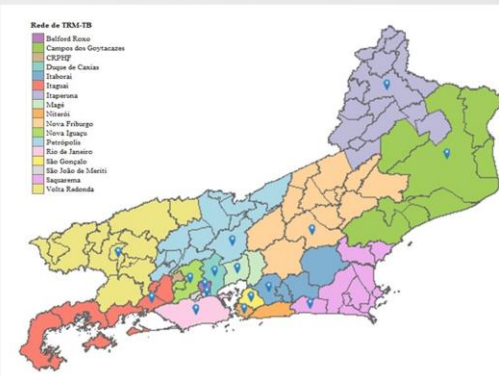 Rede de TRM-TB
Belford Roxo
Campos dos Goytacazes
CRPHF
Duque de Caxias
Itaboraí
Itaguaí
Itaperuna
Magé
Niterói
Nova Friburgo
Nova Iguaçu
Petrópolis
Rio de Janeiro
São Gonçalo
São João de Meriti
Saquarema
Volta Redonda